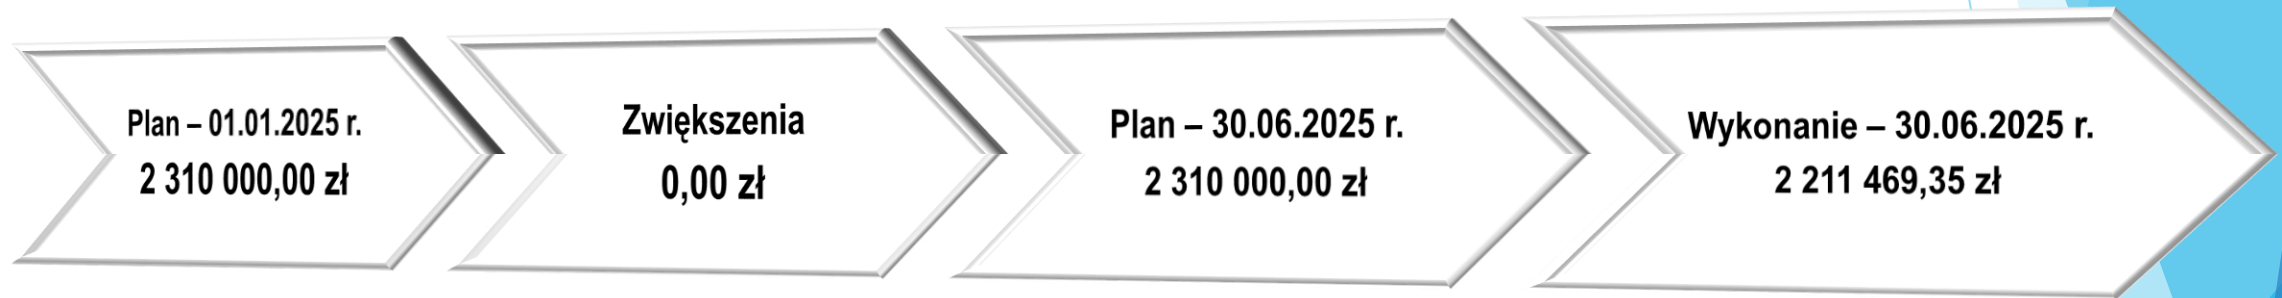 Plan – 01.01.2025 r.
2 310 000,00 zł
Zwiększenia
0,00 zł
Plan – 30.06.2025 r.
2 310 000,00 zł
Wykonanie – 30.06.2025 r.
2 211 469,35 zł